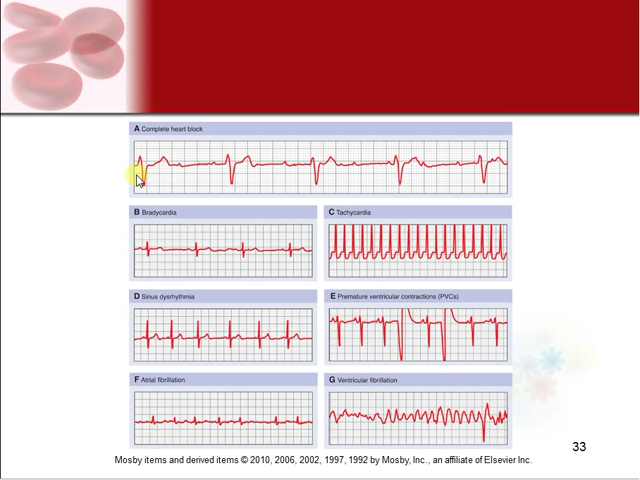 A Complete heart block
B Bradycardia
C Tachycardia
D Sinus dysrhythmia
E Premature ventricular contractions (PVCs)
F Atrial fibrillation
G Ventricular fibrillation
33
Mosby items and derived items © 2010, 2006, 2002, 1997, 1992 by Mosby, Inc., an affiliate of Elsevier Inc.